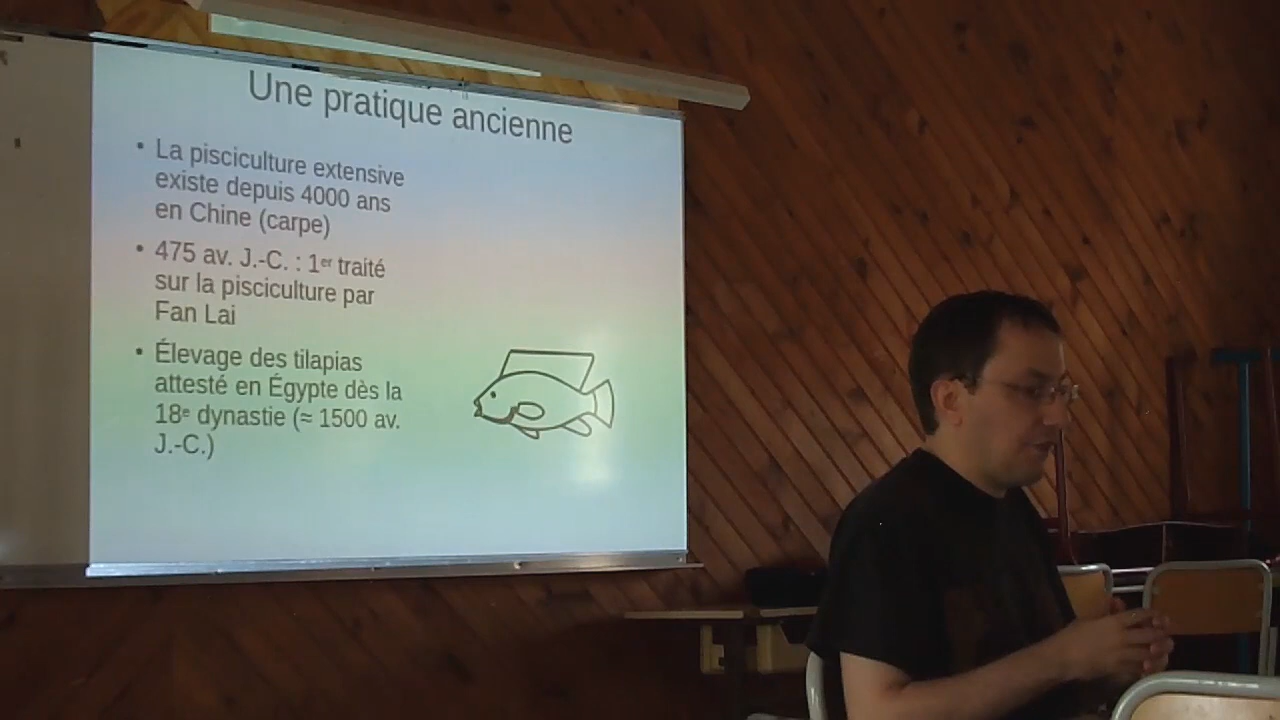 Une pratique ancienne
• La pisciculture extensive
existe depuis 4000 ans
en Chine (carpe)
• 475 av. J.-C. : 1er traité
sur la pisciculture par
Fan Lai
• Élevage des tilapias
attesté en Égypte dès la
18e dynastie (≈ 1500 av.
J.-C.)